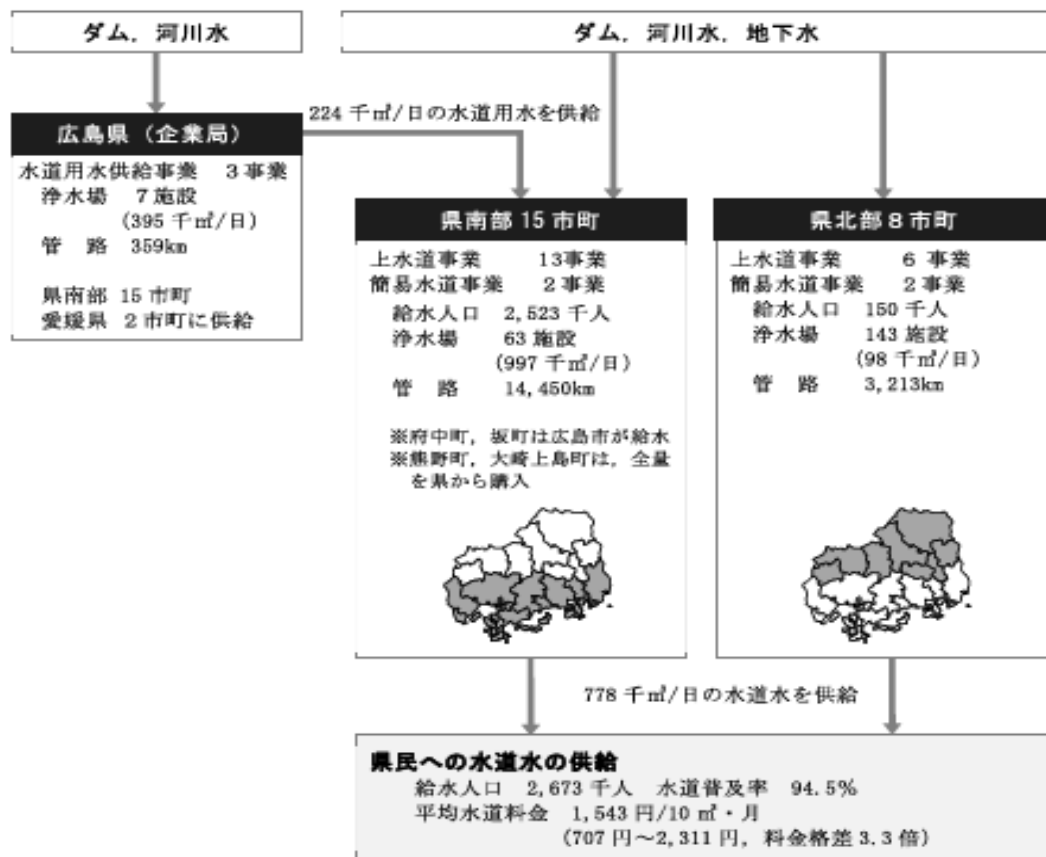 ダム，河川水
ダム，河川水，地下水
224 千㎥/日の水道用水を供給
広島県（企業局）
水道用水供給事業　3事業
浄水場　7 施設
(395 千㎥/日)
管　路　359km
県南部 15 市町
愛媛県 2 市町に供給
県南部 15 市町
上水道事業　13事業
簡易水道事業　2事業
給水人口　2,523 千人
浄水場　63 施設
(997 千㎥/日)
管　路　14,450km
※府中町，坂町は広島市が給水
※熊野町，大崎上島町は，全量
を県から購入
県北部 8 市町
上水道事業　6 事業
簡易水道事業　2事業
給水人口　150 千人
浄水場　143 施設
(98 千㎥/日)
管　路　3,213km
778 千㎥/日の水道水を供給
県民への水道水の供給
給水人口　2,673 千人　水道普及率　94.5%
平均水道料金　1,543 円/10 ㎥・月
(707 円～2,311 円，料金格差 3.3 倍)